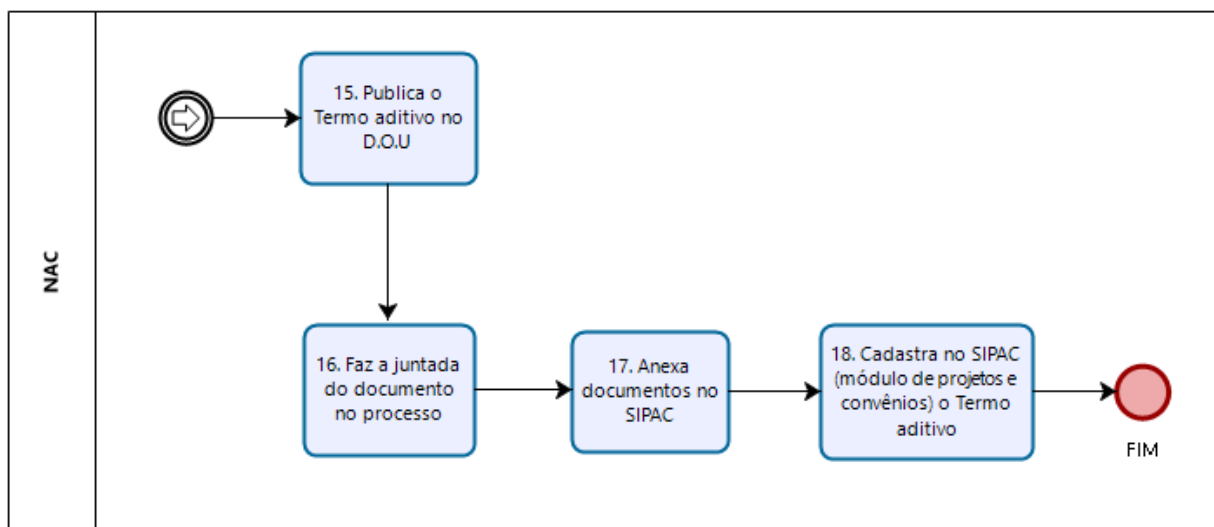 NAC
15. Publica o
Termo aditivo no
D.O.U
16. Faz a juntada
do documento
no processo
17. Anexa
documentos no
SIPAC
18. Cadastra no SIPAC
(módulo de projetos e
convênios) o Termo
aditivo
FIM